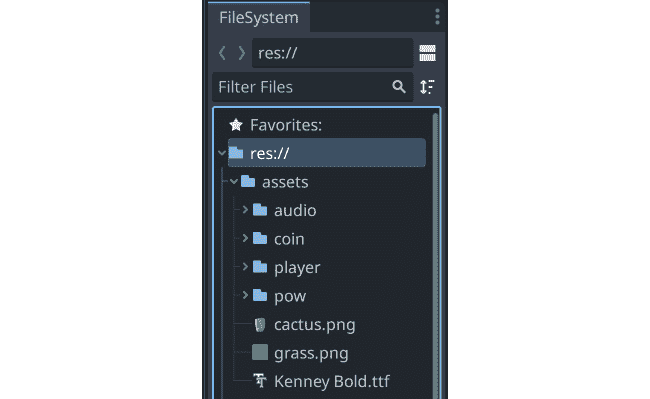 FileSystem
res://
Filter Files
Favorites:
res://
assets
audio
coin
player
pow
cactus.png
grass.png
Kenney Bold.ttf